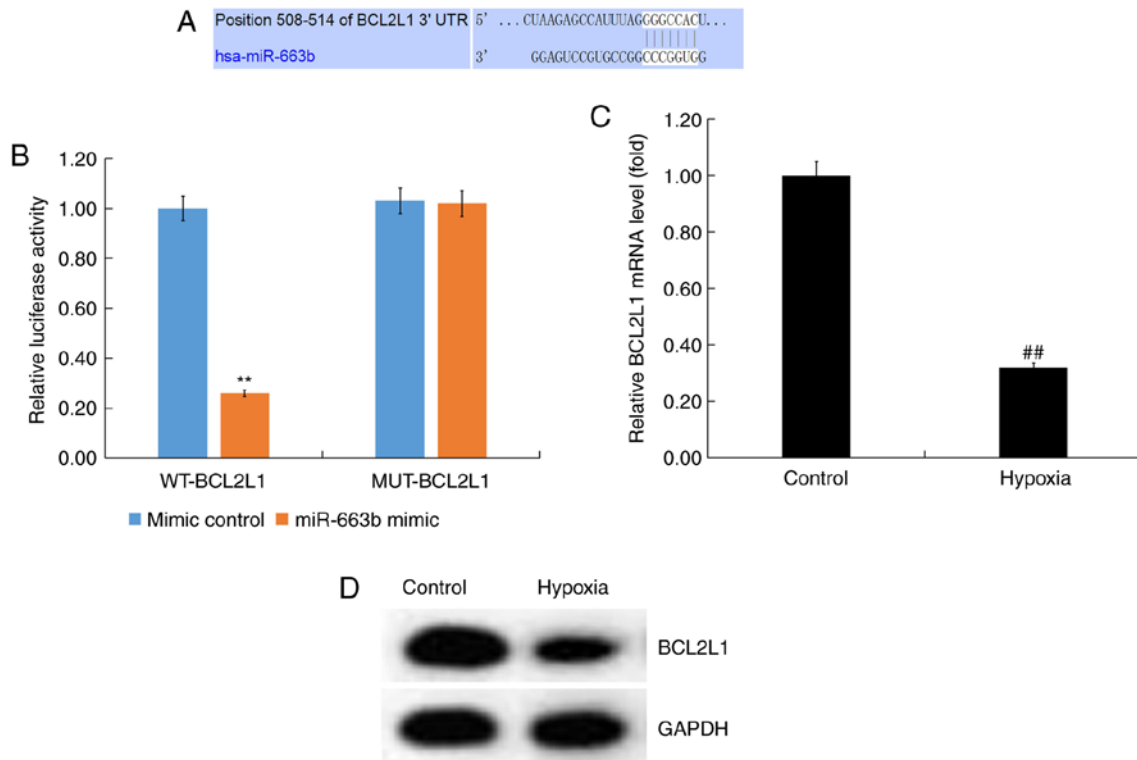 A
Position 508-514 of BCL2L1 3' UTR 5' ...CUAAGAGCCAUUUAGGGGCCACU...
hsa-miR-663b 3' GGAGUCCGUGCCGGCCCGGUGG
B
Relative luciferase activity
1.20
1.00
0.80
0.60
0.40
0.20
0.00
**
WT-BCL2L1 MUT-BCL2L1
Mimic control miR-663b mimic
C
Relative BCL2L1 mRNA level (fold)
1.20
1.00
0.80
0.60
0.40
0.20
0.00
##
Control Hypoxia
D
Control Hypoxia
BCL2L1
GAPDH